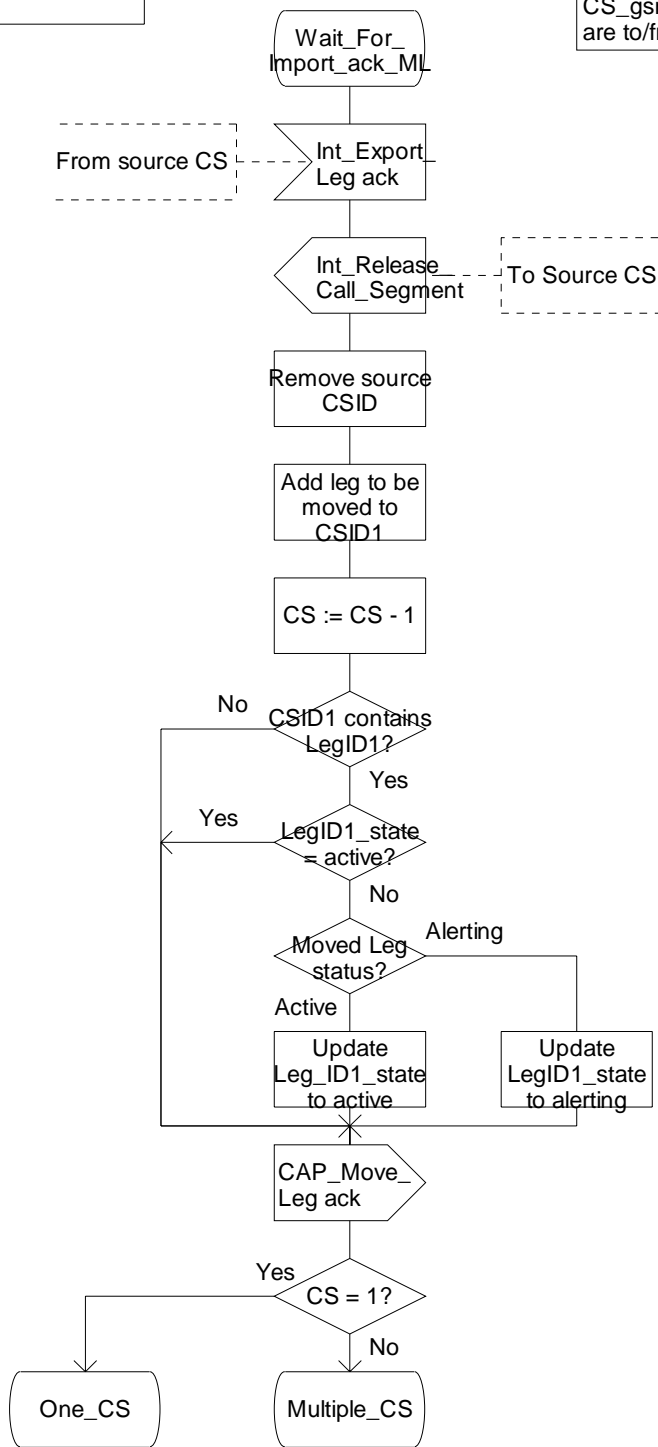 CS_gs
are to/f
Wait_For_
Import_ack_ML
From source CS
Int_Export_
Leg ack
Int_Release_
Call_Segment
To Source CS
Remove source
CSID
Add leg to be
moved to
CSID1
CS := CS - 1
No
CSID1 contains
LegID1?
Yes
Yes
LegID1_state
= active?
No
Moved Leg
status?
Alerting
Active
Update
Leg_ID1_state
to active
Update
LegID1_state
to alerting
CAP_Move_
Leg ack
Yes
CS = 1?
No
One_CS
Multiple_CS